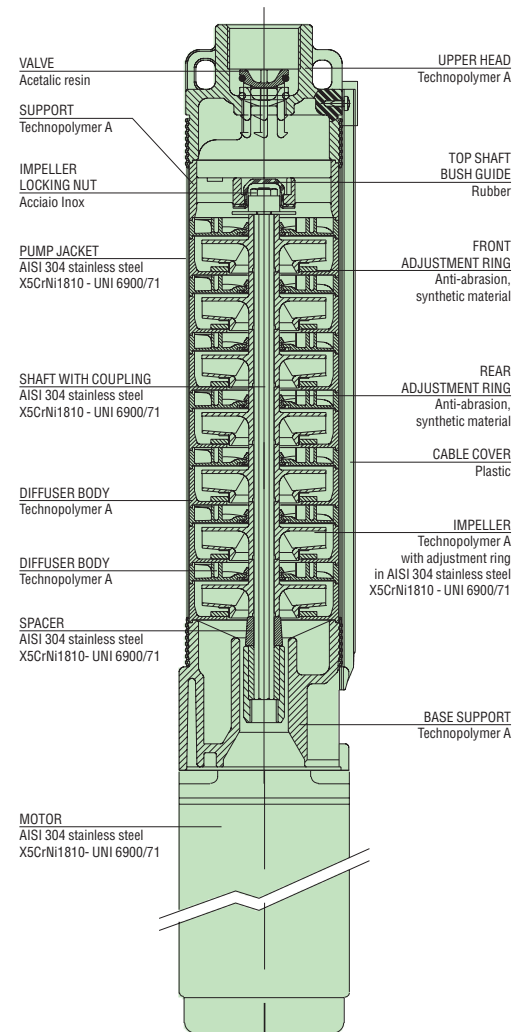 VALVE
Acetalic resin
SUPPORT
Technopolymer A
IMPELLER
LOCKING NUT
Acciaio Inox
PUMP JACKET
AISI 304 stainless steel
X5CrNi1810 - UNI 6900/71
SHAFT WITH COUPLING
AISI 304 stainless steel
X5CrNi1810 - UNI 6900/71
DIFFUSER BODY
Technopolymer A
DIFFUSER BODY
Technopolymer A
SPACER
AISI 304 stainless steel
X5CrNi1810- UNI 6900/71
MOTOR
AISI 304 stainless steel
X5CrNi1810- UNI 6900/71
UPPER HEAD
Technopolymer A
TOP SHAFT
BUSH GUIDE
Rubber
FRONT
ADJUSTMENT RING
Anti-abrasion,
synthetic material
REAR
ADJUSTMENT RING
Anti-abrasion,
synthetic material
CABLE COVER
Plastic
IMPELLER
Technopolymer A
with adjustment ring
in AISI 304 stainless steel
X5CrNi1810 - UNI 6900/71
BASE SUPPORT
Technopolymer A